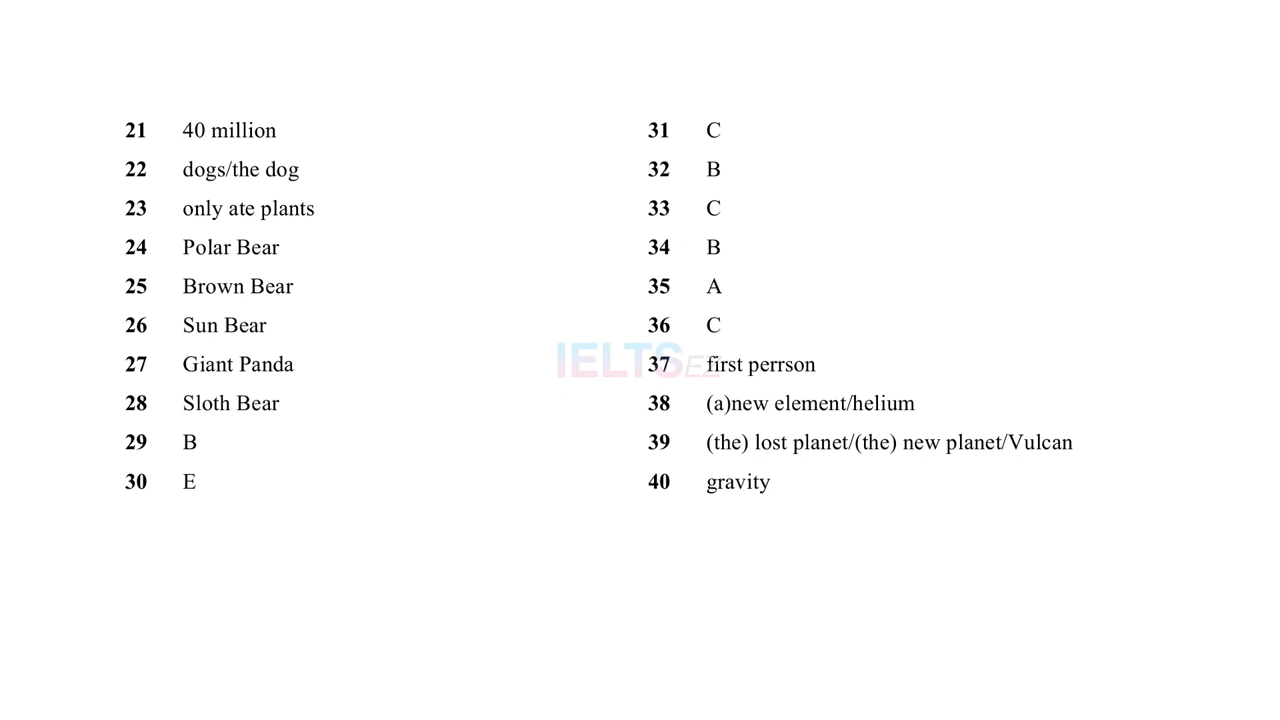 21 40 million
22 dogs/the dog
23 only ate plants
24 Polar Bear
25 Brown Bear
26 Sun Bear
27 Giant Panda
28 Sloth Bear
29 B
30 E
31 C
32 B
33 C
34 B
35 A
36 C
37 first perrson
38 (a)new element/helium
39 (the) lost planet/(the) new planet/Vulcan
40 gravity
IELTSEZ